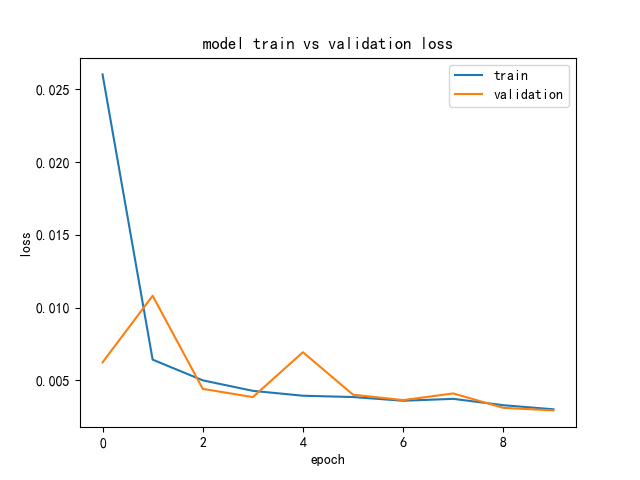 model train vs validation loss
train
validation
0.025
0.020
0.015
0.010
0.005
loss
0 2 4 6 8
epoch